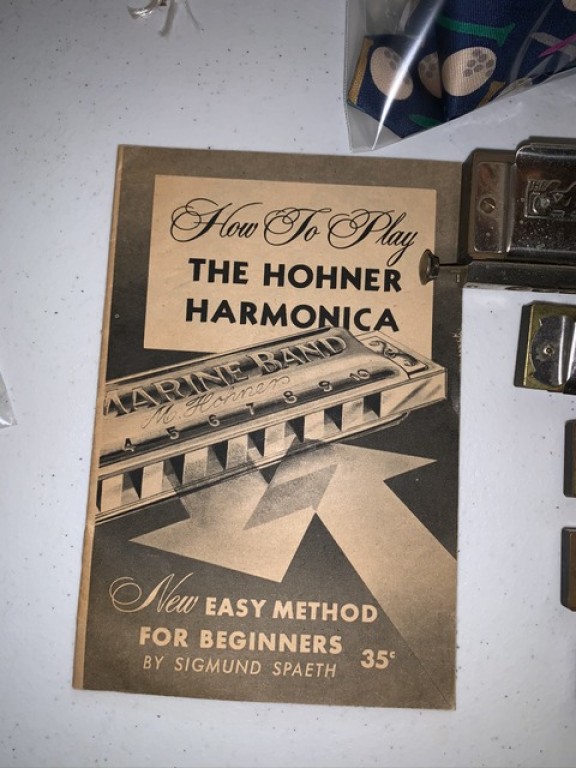 How To Play
THE HOHNER
HARMONICA
MARINE BAND
M. Hohner
4 5 6 7 8 9 10
New EASY METHOD
FOR BEGINNERS
BY SIGMUND SPAETH 35¢